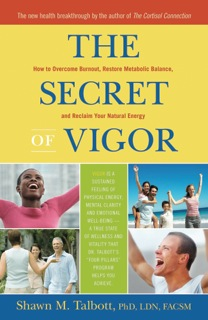 The new health breakthrough by the author of The Cortisol Connection
THE
How to Overcome Burnout, Restore Metabolic Balance,
SECRET
and Reclaim Your Natural Energy
OF VIGOR
VIGOR IS A
SUSTAINED
FEELING OF
PHYSICAL ENERGY,
MENTAL CLARITY
AND EMOTIONAL
WELL-BEING—
A TRUE STATE
OF WELLNESS AND
VITALITY THAT
DR. TALBOTT'S
"FOUR PILLARS"
PROGRAM
HELPS YOU
ACHIEVE.
Shawn M. Talbott, PhD, LDN, FACSM